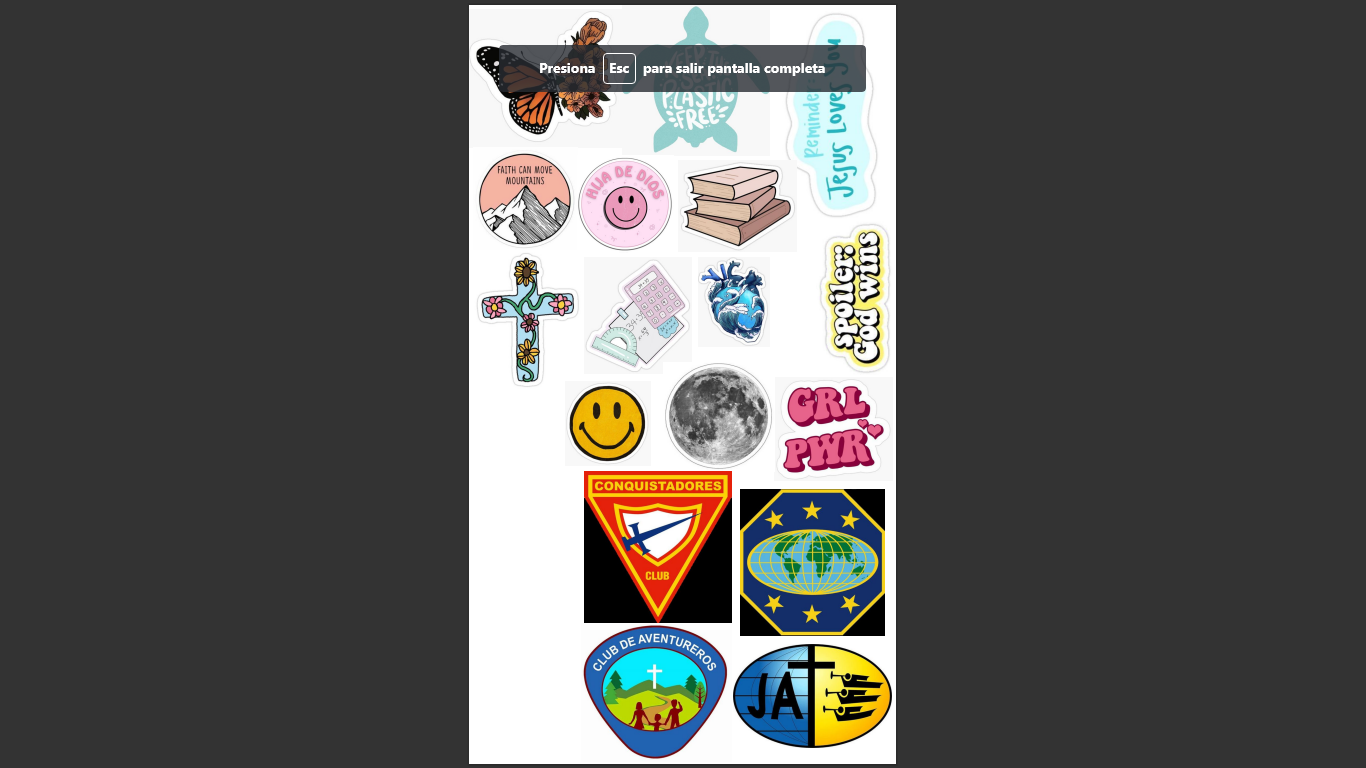 Presiona Esc para salir pantalla completa
PLASTIC
FREE
Reminder
Jesus Loves You
FAITH CAN MOVE
MOUNTAINS
HIJA DE DIOS
spoiler:
God wins
GRL
PWR
CONQUISTADORES
CLUB
CLUB DE AVENTUREROS
JA